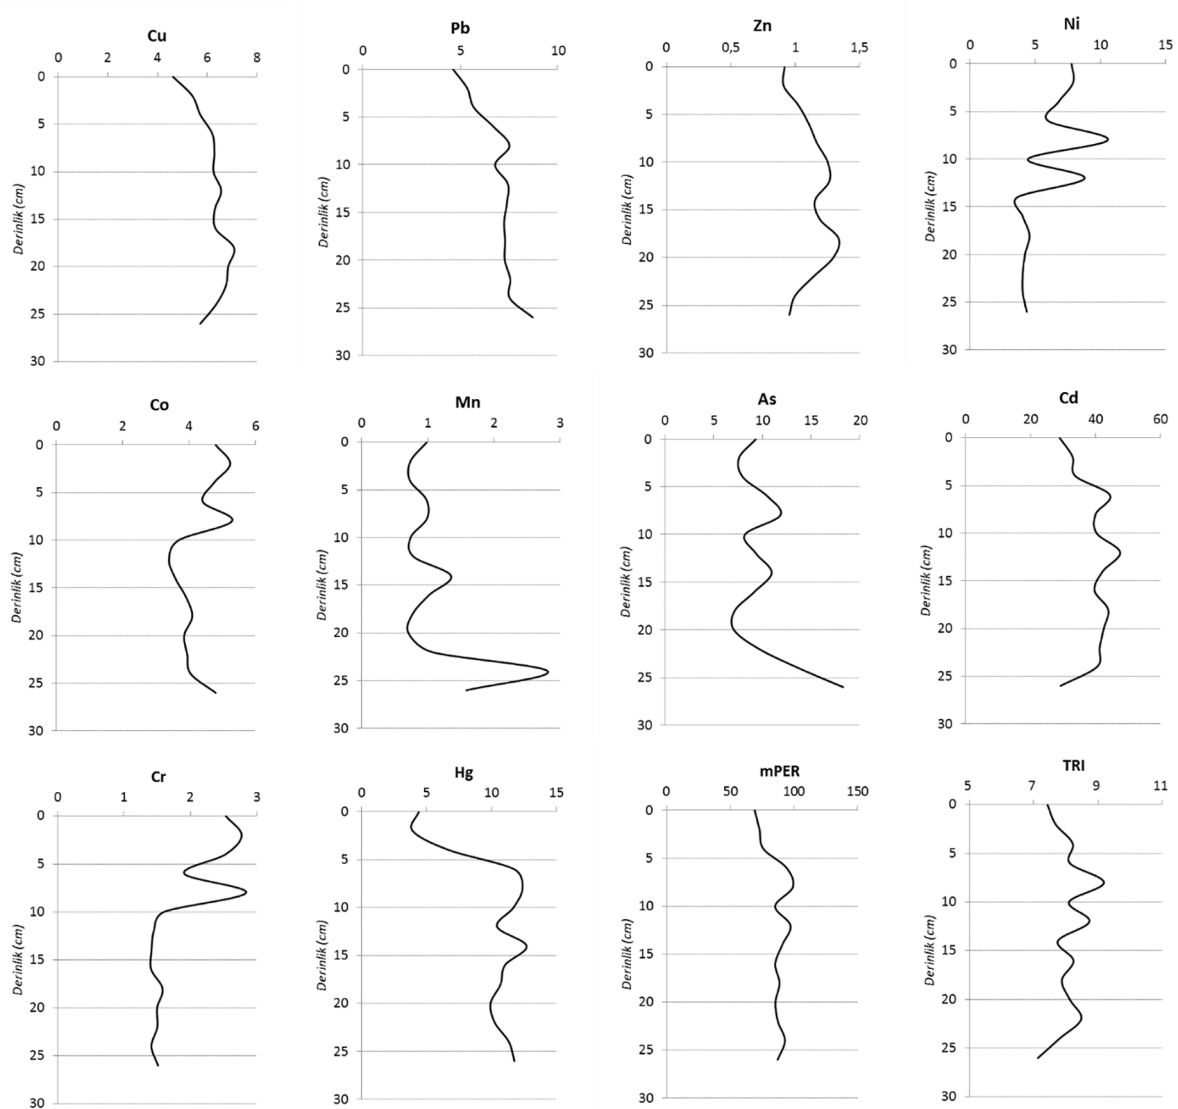 Cu
0 2 4 6 8
0
5
10
15
20
25
30
Derinlik (cm)
Pb
0 5 10
0
5
10
15
20
25
30
Derinlik (cm)
Zn
0 0,5 1 1,5
0
5
10
15
20
25
30
Derinlik (cm)
Ni
0 5 10 15
0
5
10
15
20
25
30
Derinlik (cm)
Co
0 2 4 6
0
5
10
15
20
25
30
Derinlik (cm)
Mn
0 1 2 3
0
5
10
15
20
25
30
Derinlik (cm)
As
0 5 10 15 20
0
5
10
15
20
25
30
Derinlik (cm)
Cd
0 20 40 60
0
5
10
15
20
25
30
Derinlik (cm)
Cr
0 1 2 3
0
5
10
15
20
25
30
Derinlik (cm)
Hg
0 5 10 15
0
5
10
15
20
25
30
Derinlik (cm)
mPER
0 50 100 150
0
5
10
15
20
25
30
Derinlik (cm)
TRI
5 7 9 11
0
5
10
15
20
25
30
Derinlik (cm)